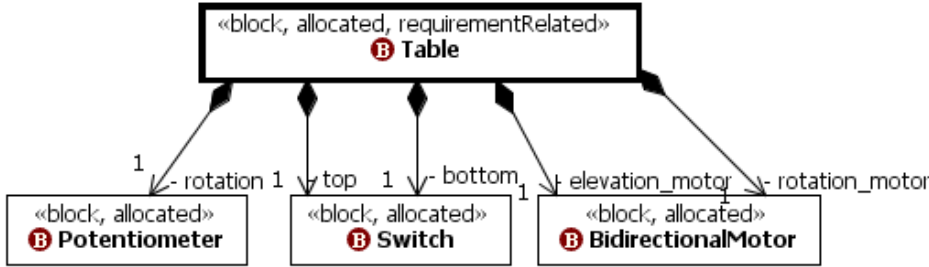 «block, allocated, requirementRelated»
B Table
1 - rotation 1 - top 1 - bottom 1 - elevation_motor 1 - rotation_motor
«block, allocated» «block, allocated» «block, allocated»
B Potentiometer B Switch B BidirectionalMotor